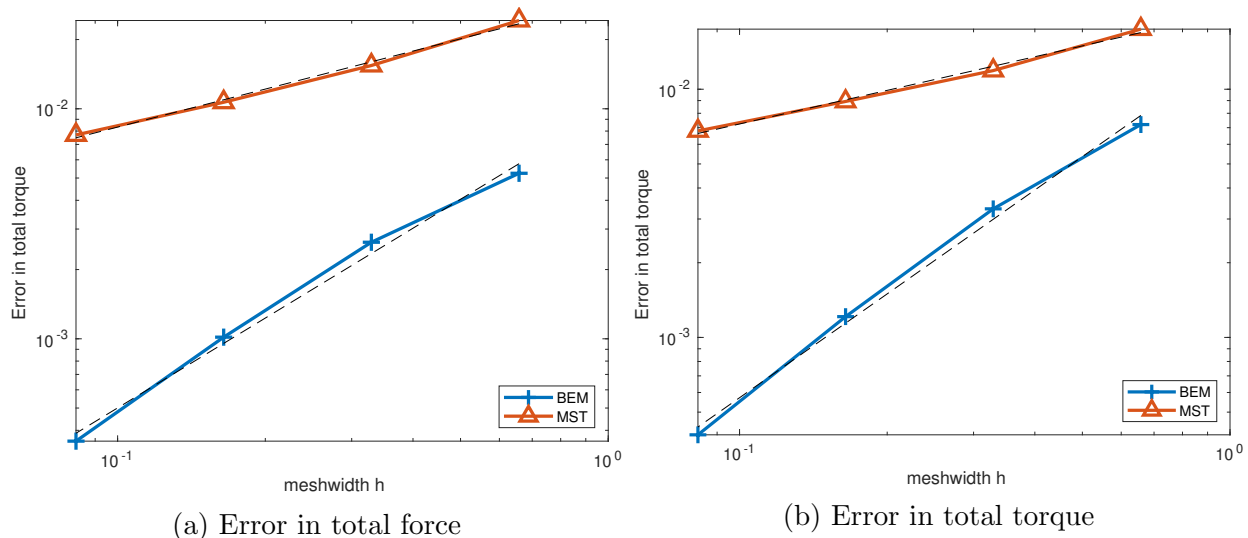 Error in total torque
10^-2
10^-3
10^-1
10^0
meshwidth h
BEM
MST
(a) Error in total force
Error in total torque
10^-2
10^-3
10^-1
10^0
meshwidth h
BEM
MST
(b) Error in total torque